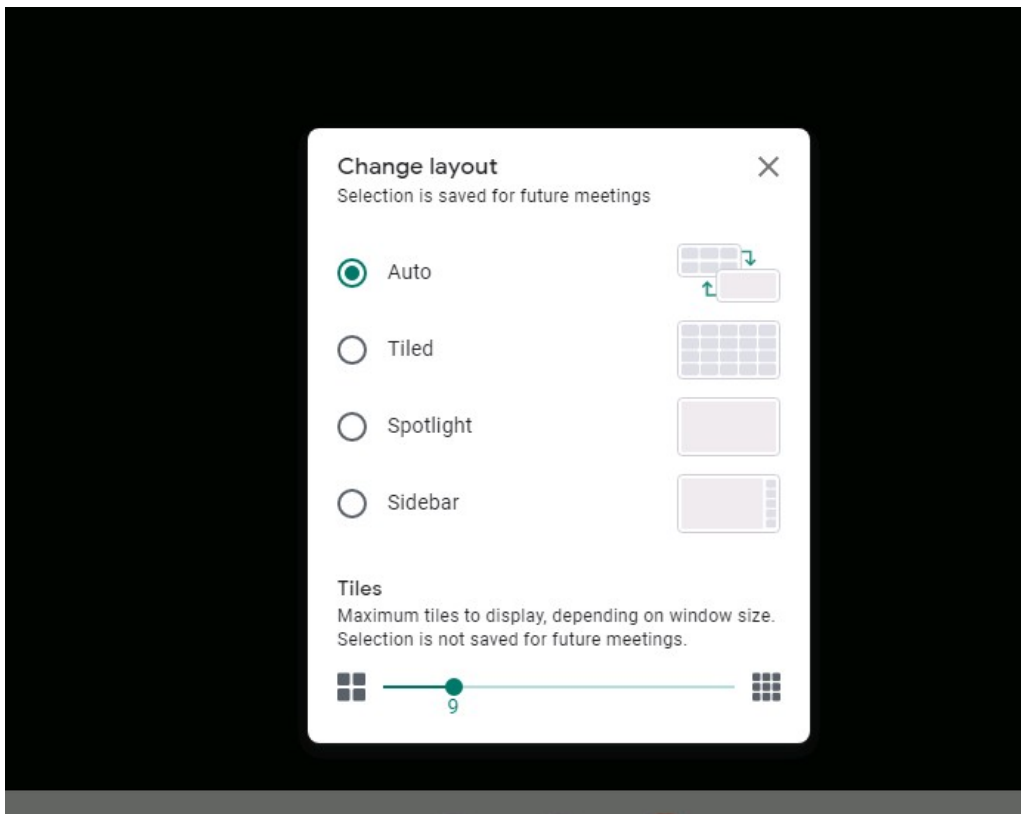 Change layout
Selection is saved for future meetings
Auto
Tiled
Spotlight
Sidebar
Tiles
Maximum tiles to display, depending on window size.
Selection is not saved for future meetings.
9